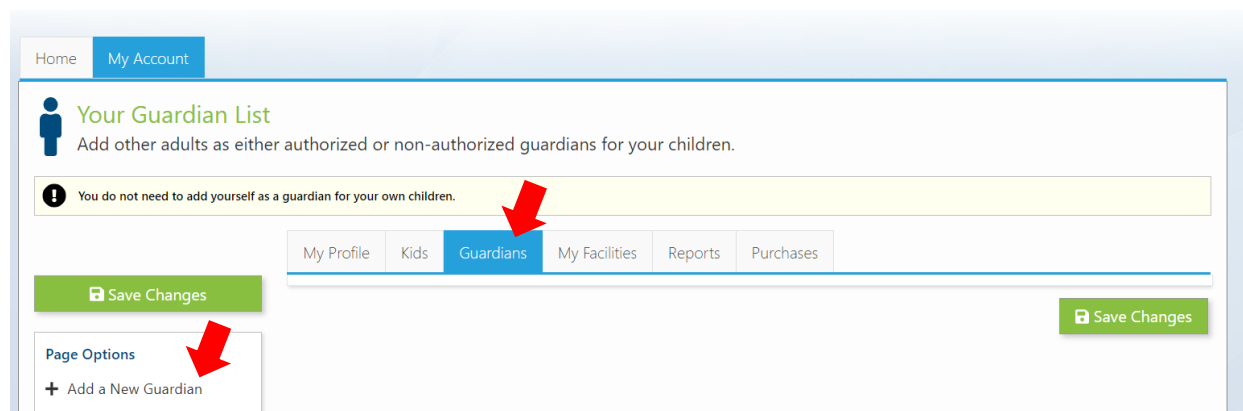 Home My Account
Your Guardian List
Add other adults as either authorized or non-authorized guardians for your children.
You do not need to add yourself as a guardian for your own children.
My Profile Kids Guardians My Facilities Reports Purchases
Save Changes
Save Changes
Page Options
Add a New Guardian